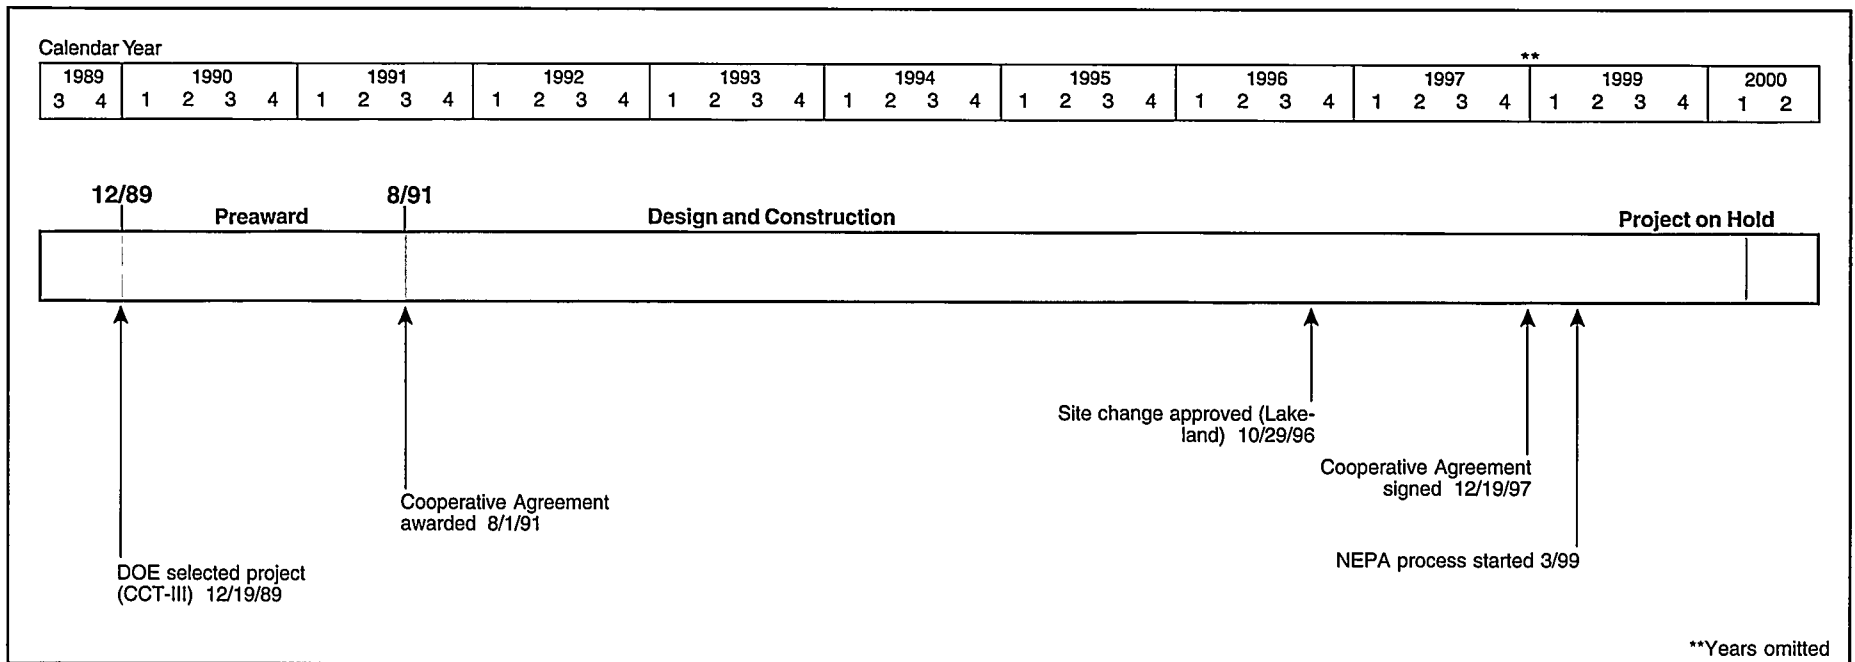 Calendar Year
**
1989 1990 1991 1992 1993 1994 1995 1996 1997 1999 2000
3 4 1 2 3 4 1 2 3 4 1 2 3 4 1 2 3 4 1 2 3 4 1 2 3 4 1 2 3 4 1 2 3 4 1 2 3 4 1 2
12/89 8/91
Preaward Design and Construction Project on Hold
Site change approved (Lake-
land) 10/29/96
Cooperative Agreement
signed 12/19/97
Cooperative Agreement
awarded 8/1/91
NEPA process started 3/99
DOE selected project
(CCT-III) 12/19/89
**Years omitted